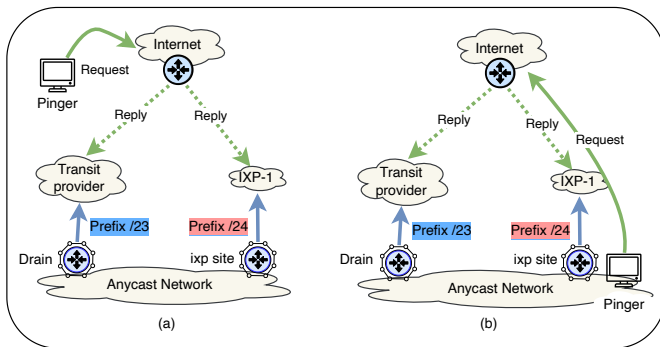 Internet
Request
Pinger
Reply
Reply
Transit
provider
IXP-1
Prefix /23
Prefix /24
Drain
ixp site
Anycast Network
(a)
Internet
Reply
Reply
Request
Transit
provider
IXP-1
Prefix /23
Prefix /24
Drain
ixp site
Anycast Network
Pinger
(b)